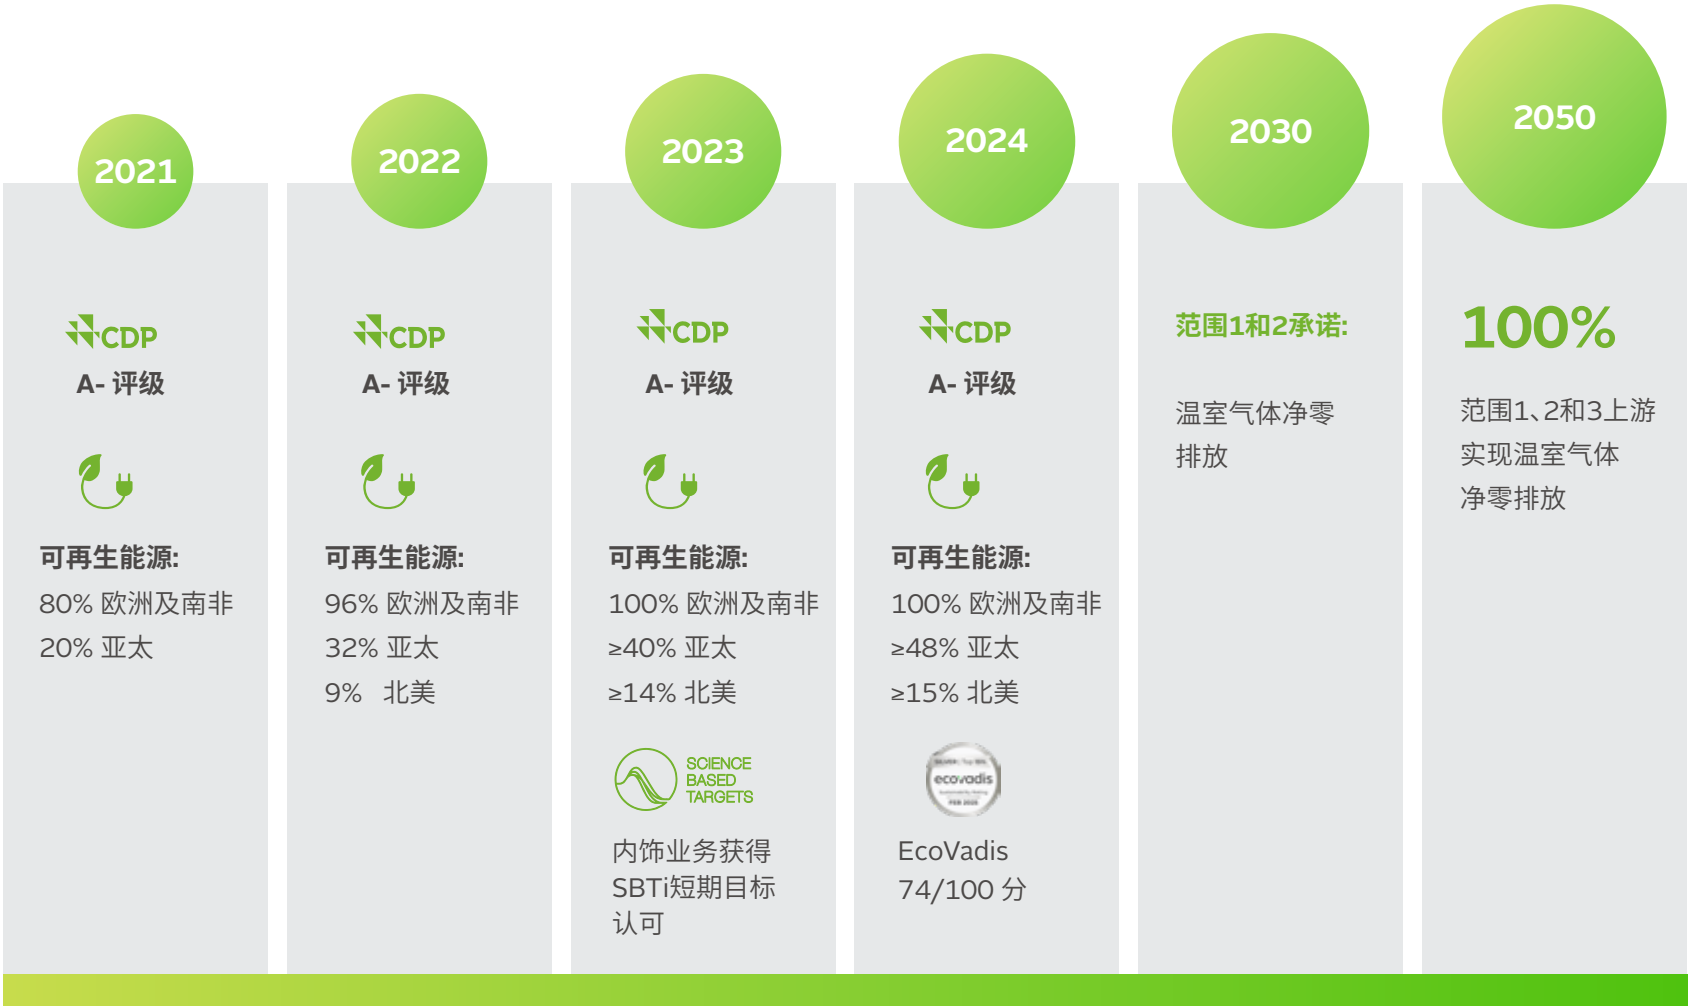 2021
CDP
A- 评级
可再生能源:
80% 欧洲及南非
20% 亚太
2022
CDP
A- 评级
可再生能源:
96% 欧洲及南非
32% 亚太
9% 北美
2023
CDP
A- 评级
可再生能源:
100% 欧洲及南非
≥40% 亚太
≥14% 北美
SCIENCE
BASED
TARGETS
内饰业务获得
SBTi短期目标
认可
2024
CDP
A- 评级
可再生能源:
100% 欧洲及南非
≥48% 亚太
≥15% 北美
ecovadis
EcoVadis
74/100 分
2030
范围1和2承诺:
温室气体净零
排放
2050
100%
范围1、2和3上游
实现温室气体
净零排放